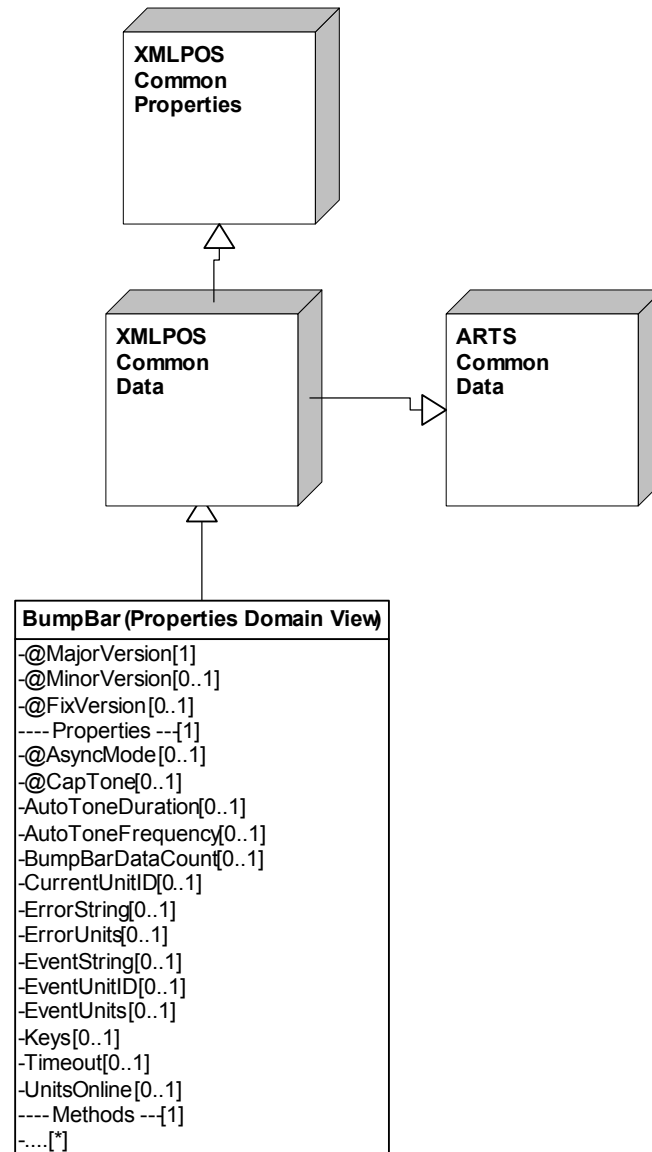 XMLPOS
Common
Properties
XMLPOS
Common
Data
ARTS
Common
Data
BumpBar (Properties Domain View)
-@MajorVersion[1]
-@MinorVersion[0..1]
-@FixVersion[0..1]
---- Properties ---[1]
-@AsyncMode[0..1]
-@CapTone[0..1]
-AutoToneDuration[0..1]
-AutoToneFrequency[0..1]
-BumpBarDataCount[0..1]
-CurrentUnitID[0..1]
-ErrorString[0..1]
-ErrorUnits[0..1]
-EventString[0..1]
-EventUnitID[0..1]
-EventUnits[0..1]
-Keys[0..1]
-Timeout[0..1]
-UnitsOnline[0..1]
---- Methods ---[1]
-....[*]